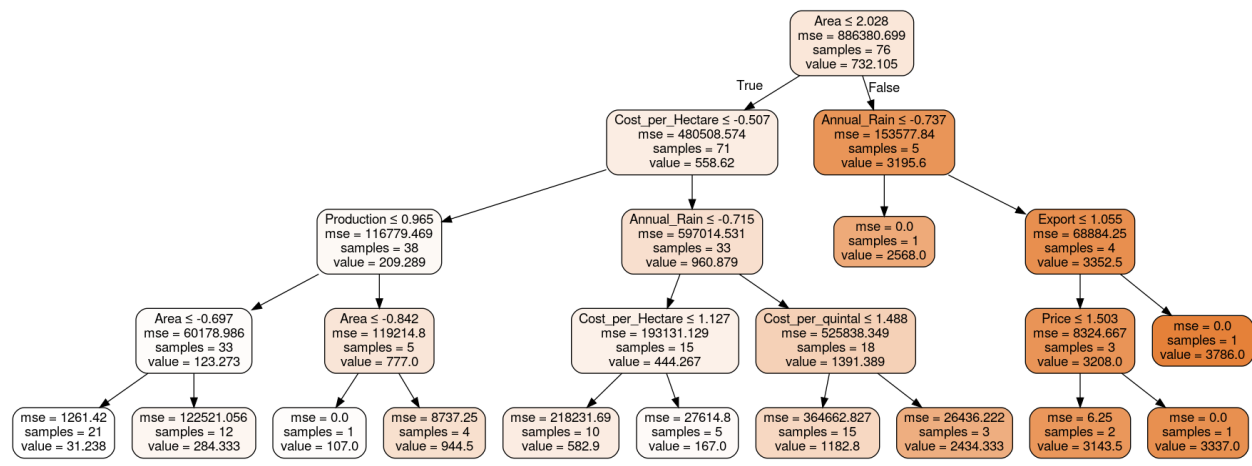 Area ≤ 2.028
mse = 886380.699
samples = 76
value = 732.105
True
False
Cost_per_Hectare ≤ -0.507
mse = 480508.574
samples = 71
value = 558.62
Annual_Rain ≤ -0.737
mse = 153577.84
samples = 5
value = 3195.6
Production ≤ 0.965
mse = 116779.469
samples = 38
value = 209.289
Annual_Rain ≤ -0.715
mse = 597014.531
samples = 33
value = 960.879
mse = 0.0
samples = 1
value = 2568.0
Export ≤ 1.055
mse = 68884.25
samples = 4
value = 3352.5
Area ≤ -0.697
mse = 60178.986
samples = 33
value = 123.273
Area ≤ -0.842
mse = 119214.8
samples = 5
value = 777.0
Cost_per_Hectare ≤ 1.127
mse = 193131.129
samples = 15
value = 444.267
Cost_per_quintal ≤ 1.488
mse = 525838.349
samples = 18
value = 1391.389
Price ≤ 1.503
mse = 8324.667
samples = 3
value = 3208.0
mse = 0.0
samples = 1
value = 3786.0
mse = 1261.42
samples = 21
value = 31.238
mse = 122521.056
samples = 12
value = 284.333
mse = 0.0
samples = 1
value = 107.0
mse = 8737.25
samples = 4
value = 944.5
mse = 218231.69
samples = 10
value = 582.9
mse = 27614.8
samples = 5
value = 167.0
mse = 364662.827
samples = 15
value = 1182.8
mse = 26436.222
samples = 3
value = 2434.333
mse = 6.25
samples = 2
value = 3143.5
mse = 0.0
samples = 1
value = 3337.0